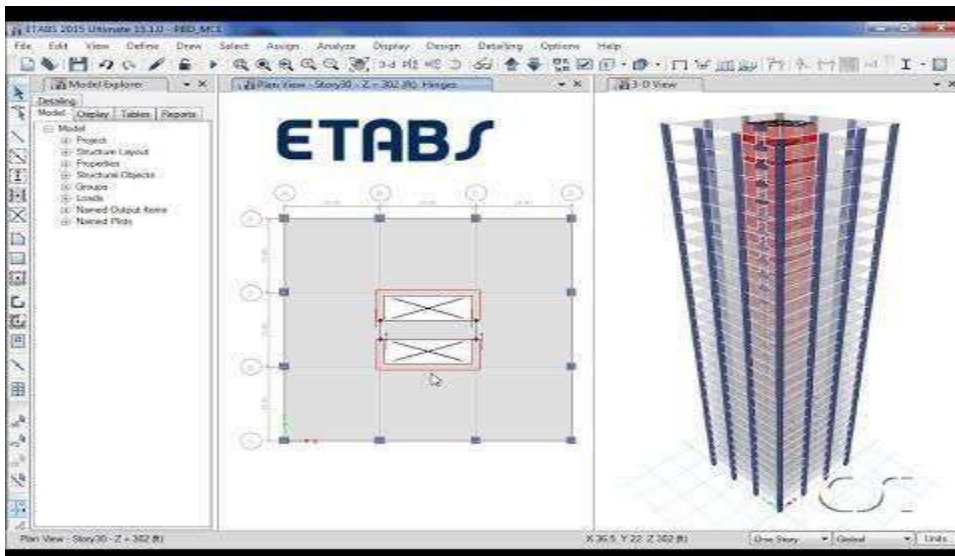 ETABS 2015 Ultimate 15.1.0 - PBD_MCE
File Edit View Define Draw Select Assign Analyze Display Design Detailing Options Help
Model Explorer
Plan View - Story30 - Z = 302 (ft) Hinges
3-D View
Detailing
Model Display Tables Reports
Model
Project
Structure Layout
Properties
Structural Objects
Groups
Loads
Named Output Items
Named Plots
ETABS
CSI
Plan View - Story30 - Z = 302 (ft)
X 36.5 Y 22 Z 302 (ft)
One Story
Global
Units